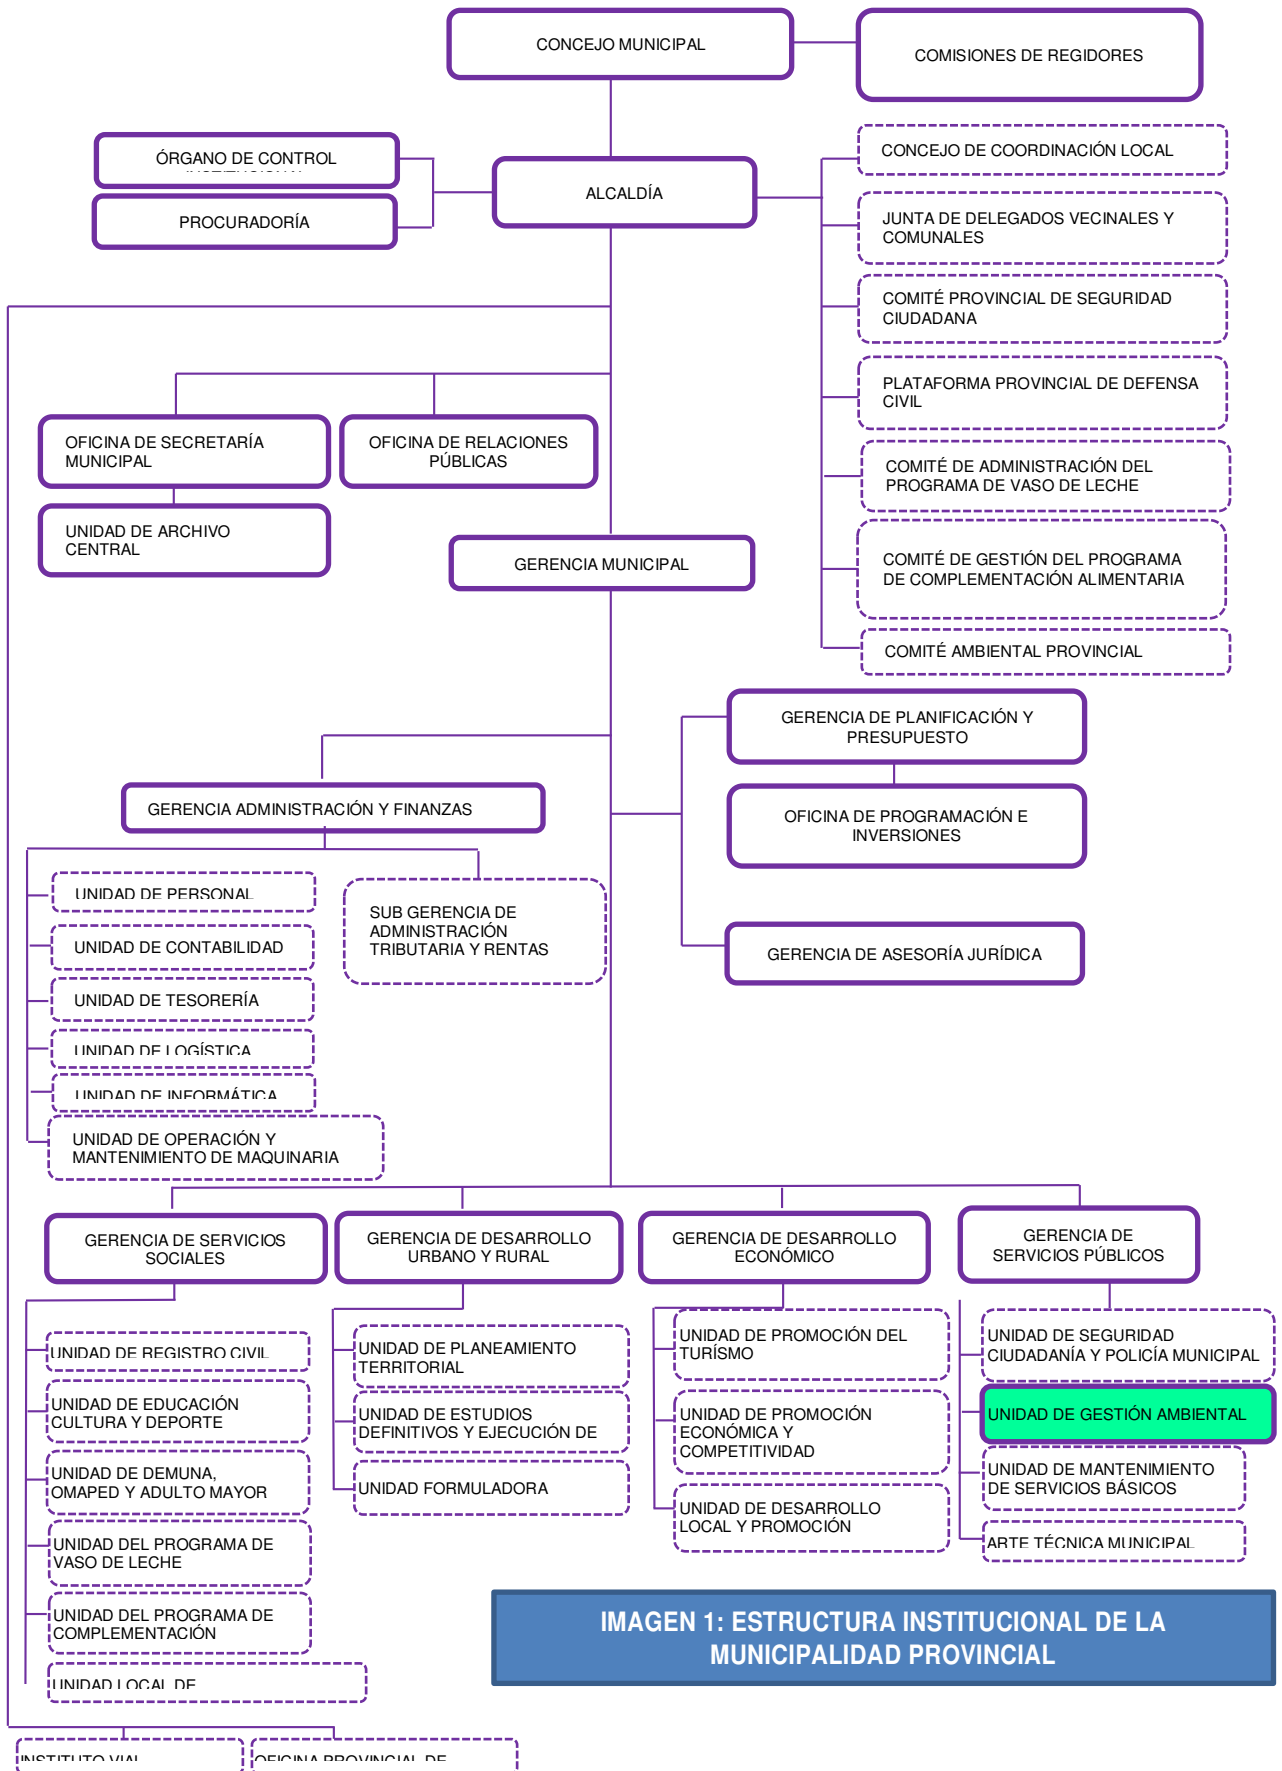 CONCEJO MUNICIPAL
COMISIONES DE REGIDORES
ÓRGANO DE CONTROL
PROCURADORÍA
ALCALDÍA
CONCEJO DE COORDINACIÓN LOCAL
JUNTA DE DELEGADOS VECINALES Y
COMUNALES
COMITÉ PROVINCIAL DE SEGURIDAD
CIUDADANA
PLATAFORMA PROVINCIAL DE DEFENSA
CIVIL
COMITÉ DE ADMINISTRACIÓN DEL
PROGRAMA DE VASO DE LECHE
COMITÉ DE GESTIÓN DEL PROGRAMA
DE COMPLEMENTACIÓN ALIMENTARIA
COMITÉ AMBIENTAL PROVINCIAL
OFICINA DE SECRETARÍA
MUNICIPAL
OFICINA DE RELACIONES
PÚBLICAS
UNIDAD DE ARCHIVO
CENTRAL
GERENCIA MUNICIPAL
GERENCIA DE PLANIFICACIÓN Y
PRESUPUESTO
OFICINA DE PROGRAMACIÓN E
INVERSIONES
GERENCIA DE ASESORÍA JURÍDICA
GERENCIA ADMINISTRACIÓN Y FINANZAS
UNIDAD DE PERSONAL
UNIDAD DE CONTABILIDAD
UNIDAD DE TESORERÍA
UNIDAD DE LOGÍSTICA
UNIDAD DE INFORMÁTICA
UNIDAD DE OPERACIÓN Y
MANTENIMIENTO DE MAQUINARIA
SUB GERENCIA DE
ADMINISTRACIÓN
TRIBUTARIA Y RENTAS
GERENCIA DE SERVICIOS
SOCIALES
UNIDAD DE REGISTRO CIVIL
UNIDAD DE EDUCACIÓN
CULTURA Y DEPORTE
UNIDAD DE DEMUNA,
OMAPED Y ADULTO MAYOR
UNIDAD DEL PROGRAMA DE
VASO DE LECHE
UNIDAD DEL PROGRAMA DE
COMPLEMENTACIÓN
UNIDAD LOCAL DE
GERENCIA DE DESARROLLO
URBANO Y RURAL
UNIDAD DE PLANEAMIENTO
TERRITORIAL
UNIDAD DE ESTUDIOS
DEFINITIVOS Y EJECUCIÓN DE
UNIDAD FORMULADORA
GERENCIA DE DESARROLLO
ECONÓMICO
UNIDAD DE PROMOCIÓN DEL
TURÍSMO
UNIDAD DE PROMOCIÓN
ECONÓMICA Y
COMPETITIVIDAD
UNIDAD DE DESARROLLO
LOCAL Y PROMOCIÓN
GERENCIA DE
SERVICIOS PÚBLICOS
UNIDAD DE SEGURIDAD
CIUDADANÍA Y POLICÍA MUNICIPAL
UNIDAD DE GESTIÓN AMBIENTAL
UNIDAD DE MANTENIMIENTO
DE SERVICIOS BÁSICOS
ARTE TÉCNICA MUNICIPAL
IMAGEN 1: ESTRUCTURA INSTITUCIONAL DE LA
MUNICIPALIDAD PROVINCIAL
INSTITUTO VIAL
OFICINA PROVINCIAL DE